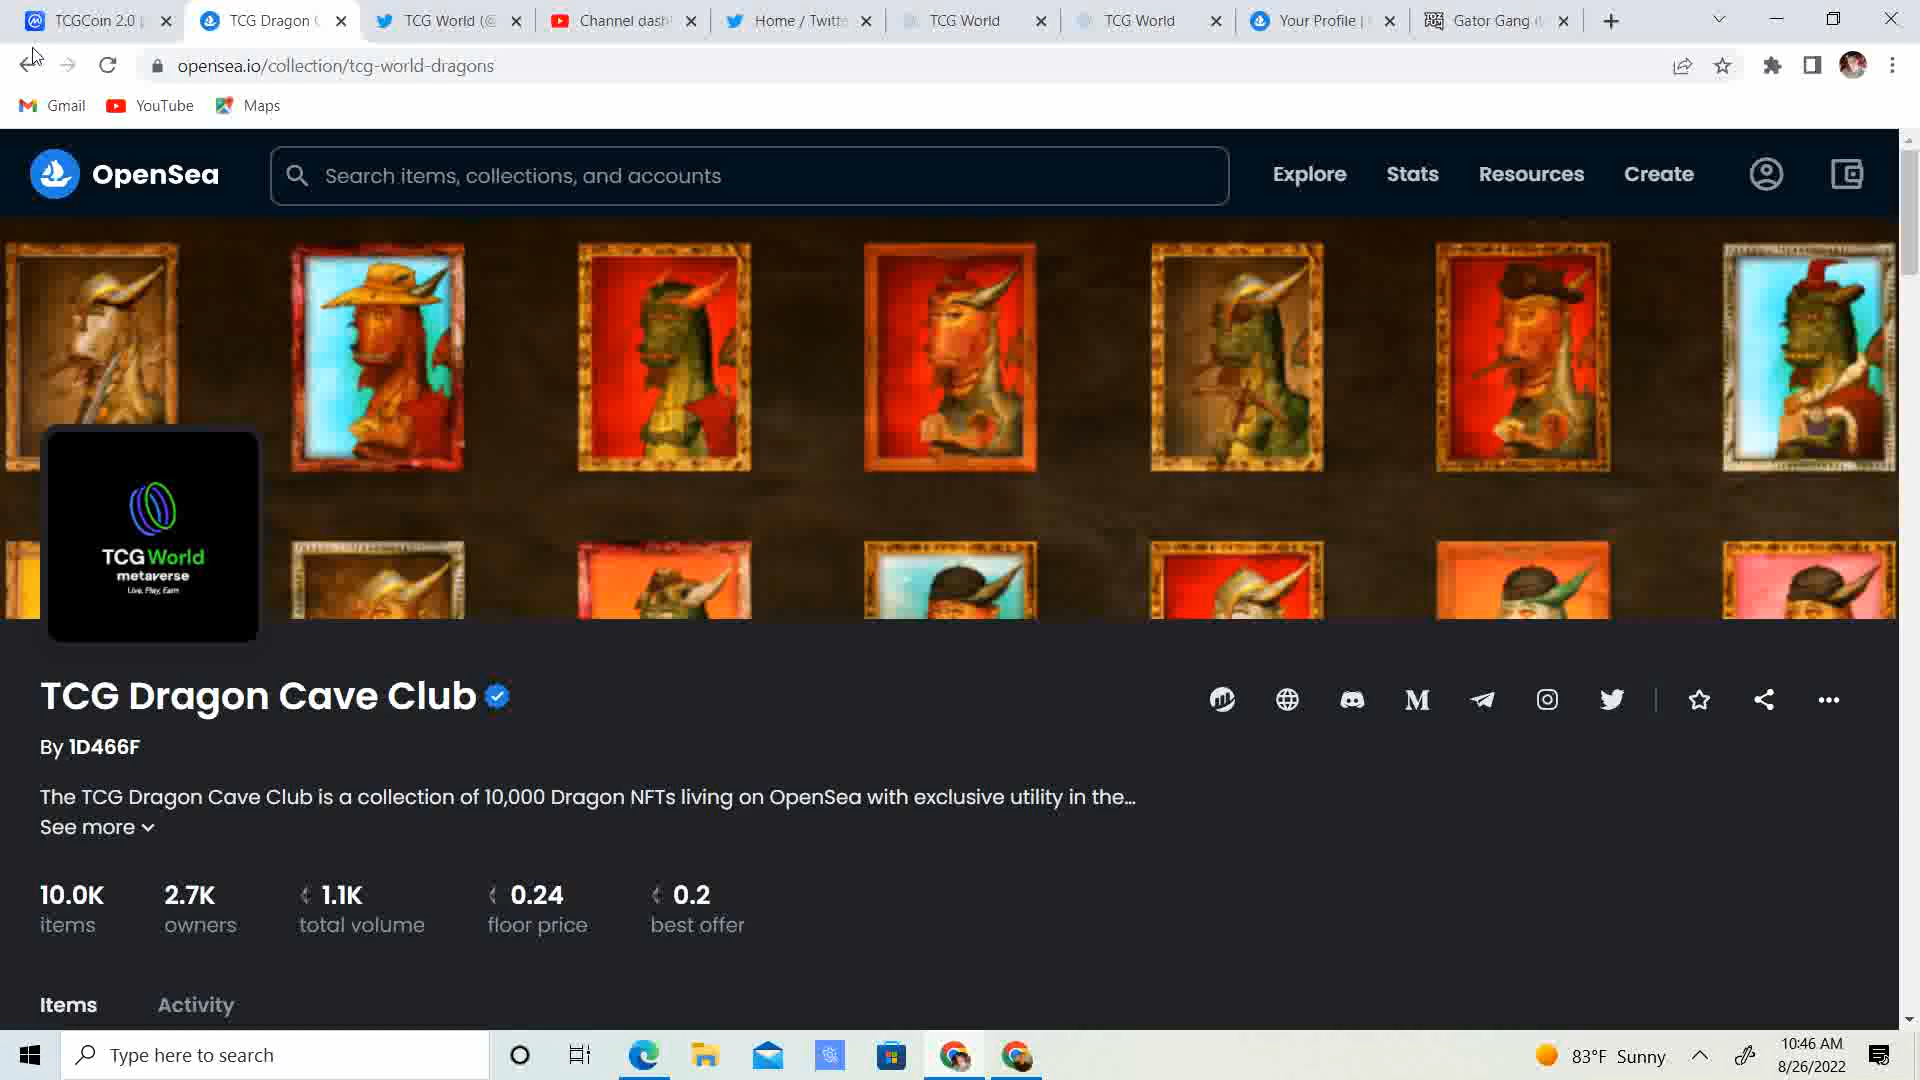 TCGCoin 2.0
TCG Dragon C
TCG World (@
Channel dash
Home / Twitte
TCG World
TCG World
Your Profile |
Gator Gang (
opensea.io/collection/tcg-world-dragons
Gmail
YouTube
Maps
OpenSea
Search items, collections, and accounts
Explore
Stats
Resources
Create
TCG World
metaverse
Live, Play, Earn
TCG Dragon Cave Club
By 1D466F
The TCG Dragon Cave Club is a collection of 10,000 Dragon NFTs living on OpenSea with exclusive utility in the...
See more
10.0K
2.7K
1.1K
0.24
0.2
items
owners
total volume
floor price
best offer
Items
Activity
Type here to search
83°F Sunny
10:46 AM
8/26/2022